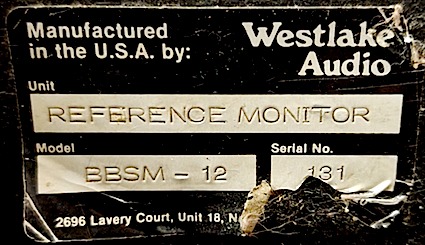 Manufactured
in the U.S.A. by:
Westlake
Audio
Unit
REFERENCE MONITOR
Model
BBSM - 12
Serial No.
131
2696 Lavery Court, Unit 18,